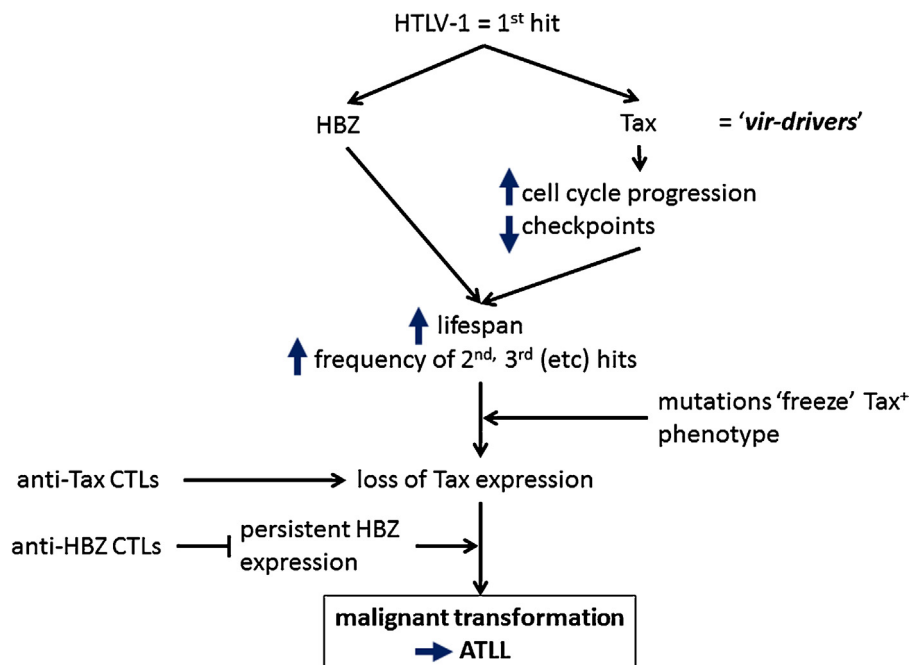 HTLV-1 = 1st hit
HBZ
Tax
= ‘vir-drivers’
cell cycle progression
checkpoints
lifespan
frequency of 2nd, 3rd (etc) hits
mutations ‘freeze’ Tax+
phenotype
anti-Tax CTLs
loss of Tax expression
anti-HBZ CTLs
persistent HBZ
expression
malignant transformation
ATLL